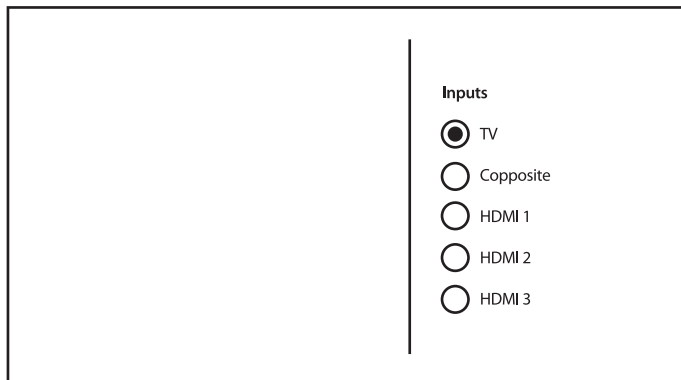 Inputs
TV
Copposite
HDMI 1
HDMI 2
HDMI 3